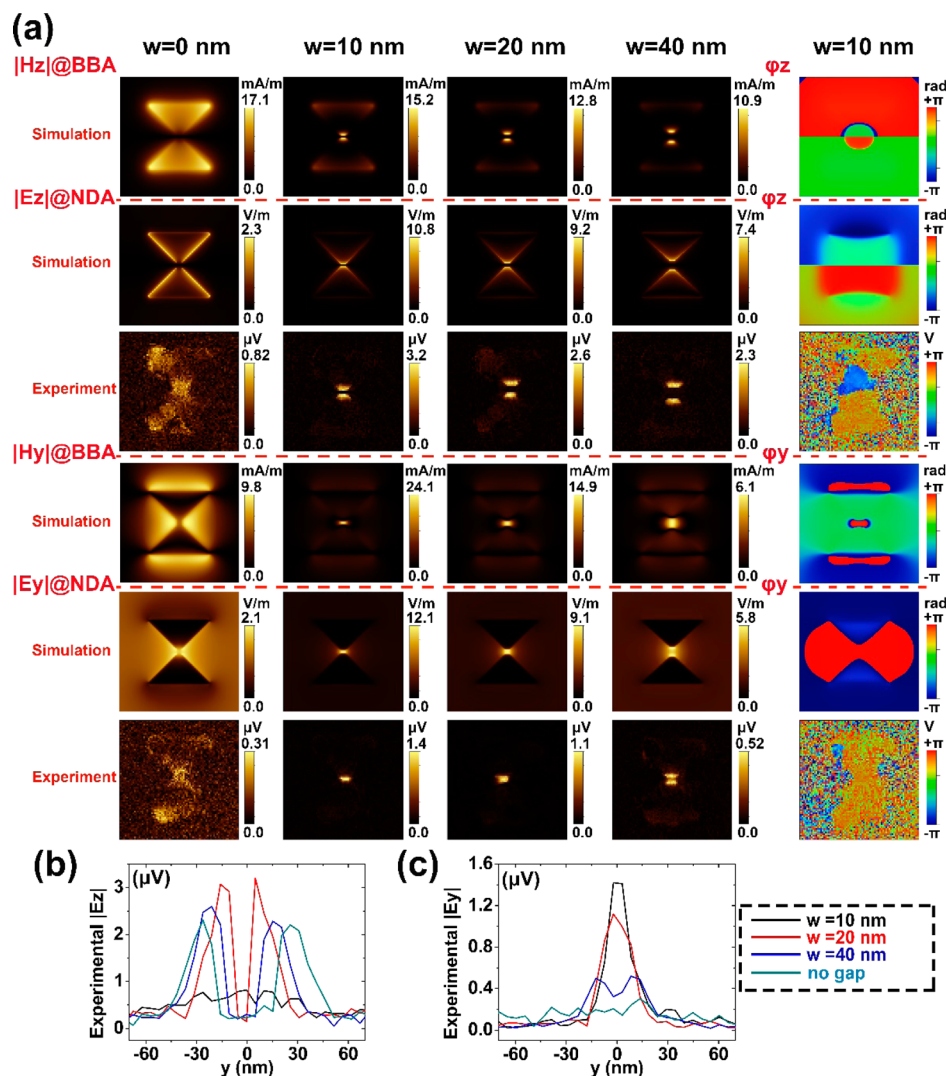 (a)
w=0 nm w=10 nm w=20 nm w=40 nm w=10 nm
|Hz|@BBA φz
mA/m mA/m mA/m mA/m rad
17.1 15.2 12.8 10.9 +π
Simulation
0.0 0.0 0.0 0.0 -π
|Ez|@NDA φz
V/m V/m V/m V/m rad
2.3 10.8 9.2 7.4 +π
Simulation
0.0 0.0 0.0 0.0 -π
µV µV µV µV V
0.82 3.2 2.6 2.3 +π
Experiment
0.0 0.0 0.0 0.0 -π
|Hy|@BBA φy
mA/m mA/m mA/m mA/m rad
9.8 24.1 14.9 6.1 +π
Simulation
0.0 0.0 0.0 0.0 -π
|Ey|@NDA φy
V/m V/m V/m V/m rad
2.1 12.1 9.1 5.8 +π
Simulation
0.0 0.0 0.0 0.0 -π
µV µV µV µV V
0.31 1.4 1.1 0.52 +π
Experiment
0.0 0.0 0.0 0.0 -π
(b)
(µV)
Experimental |Ez|
3
2
1
0
-60 -30 0 30 60
y (nm)
(c)
(µV)
Experimental |Ey|
1.6
1.2
0.8
0.4
0.0
-60 -30 0 30 60
y (nm)
w =10 nm
w =20 nm
w =40 nm
no gap